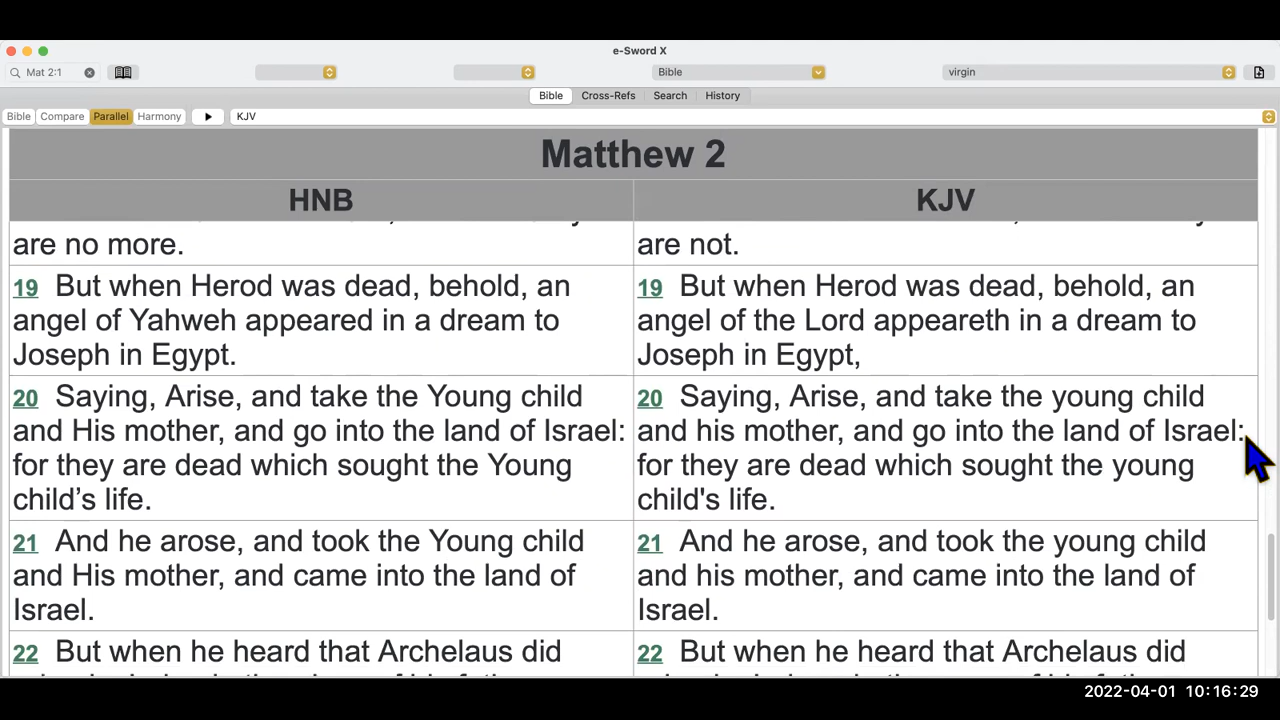 e-Sword X
Mat 2:1
Bible
virgin
Bible Cross-Refs Search History
Bible Compare Parallel Harmony KJV
Matthew 2
HNB
are no more.
19 But when Herod was dead, behold, an
angel of Yahweh appeared in a dream to
Joseph in Egypt.
20 Saying, Arise, and take the Young child
and His mother, and go into the land of Israel:
for they are dead which sought the Young
child’s life.
21 And he arose, and took the Young child
and His mother, and came into the land of
Israel.
22 But when he heard that Archelaus did
KJV
are not.
19 But when Herod was dead, behold, an
angel of the Lord appeareth in a dream to
Joseph in Egypt,
20 Saying, Arise, and take the young child
and his mother, and go into the land of Israel:
for they are dead which sought the young
child's life.
21 And he arose, and took the young child
and his mother, and came into the land of
Israel.
22 But when he heard that Archelaus did
2022-04-01 10:16:29